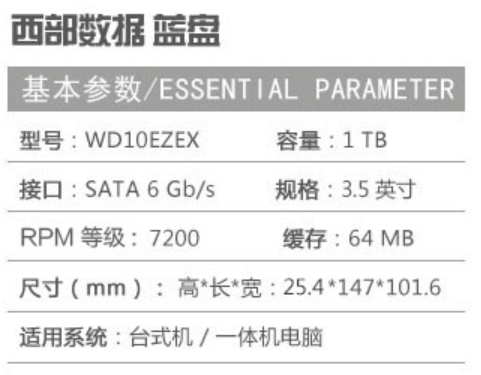 西部数据 蓝盘
基本参数/ESSENTIAL PARAMETER
型号：WD10EZEX 容量：1 TB
接口：SATA 6 Gb/s 规格：3.5 英寸
RPM 等级：7200 缓存：64 MB
尺寸（mm）：高*长*宽：25.4*147*101.6
适用系统：台式机 / 一体机电脑